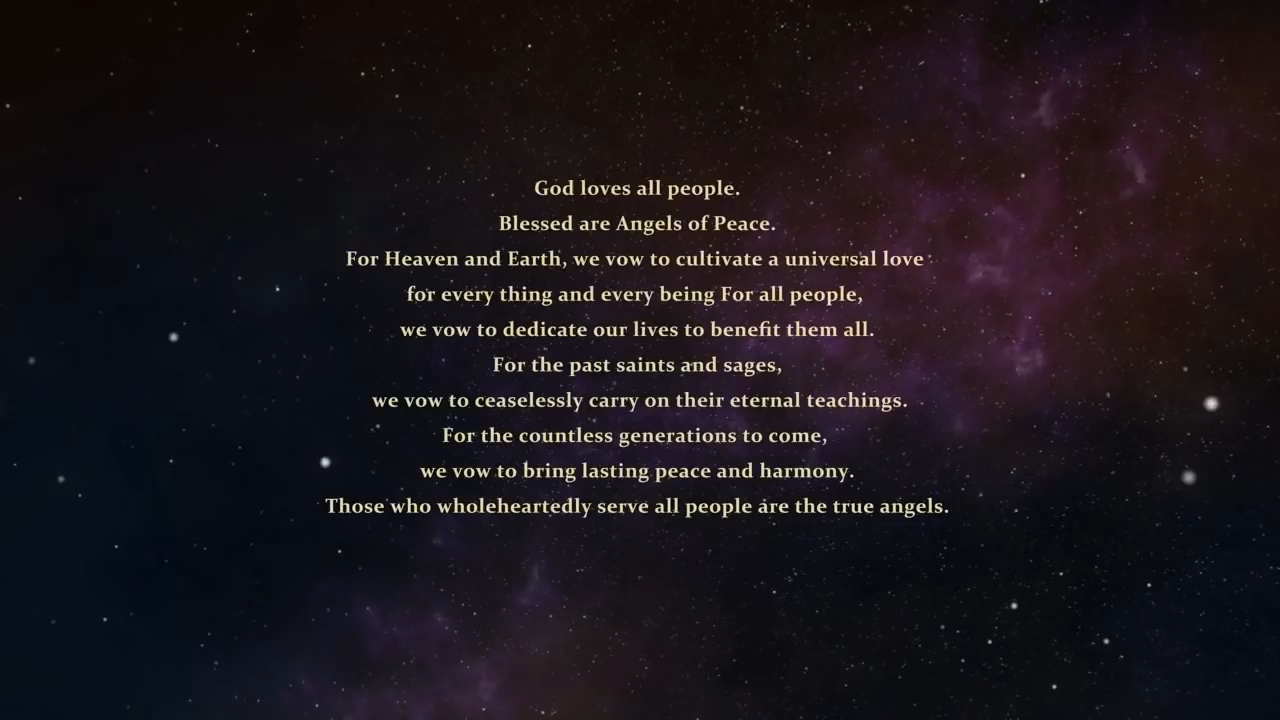 God loves all people.
Blessed are Angels of Peace.
For Heaven and Earth, we vow to cultivate a universal love
for every thing and every being For all people,
we vow to dedicate our lives to benefit them all.
For the past saints and sages,
we vow to ceaselessly carry on their eternal teachings.
For the countless generations to come,
we vow to bring lasting peace and harmony.
Those who wholeheartedly serve all people are the true angels.